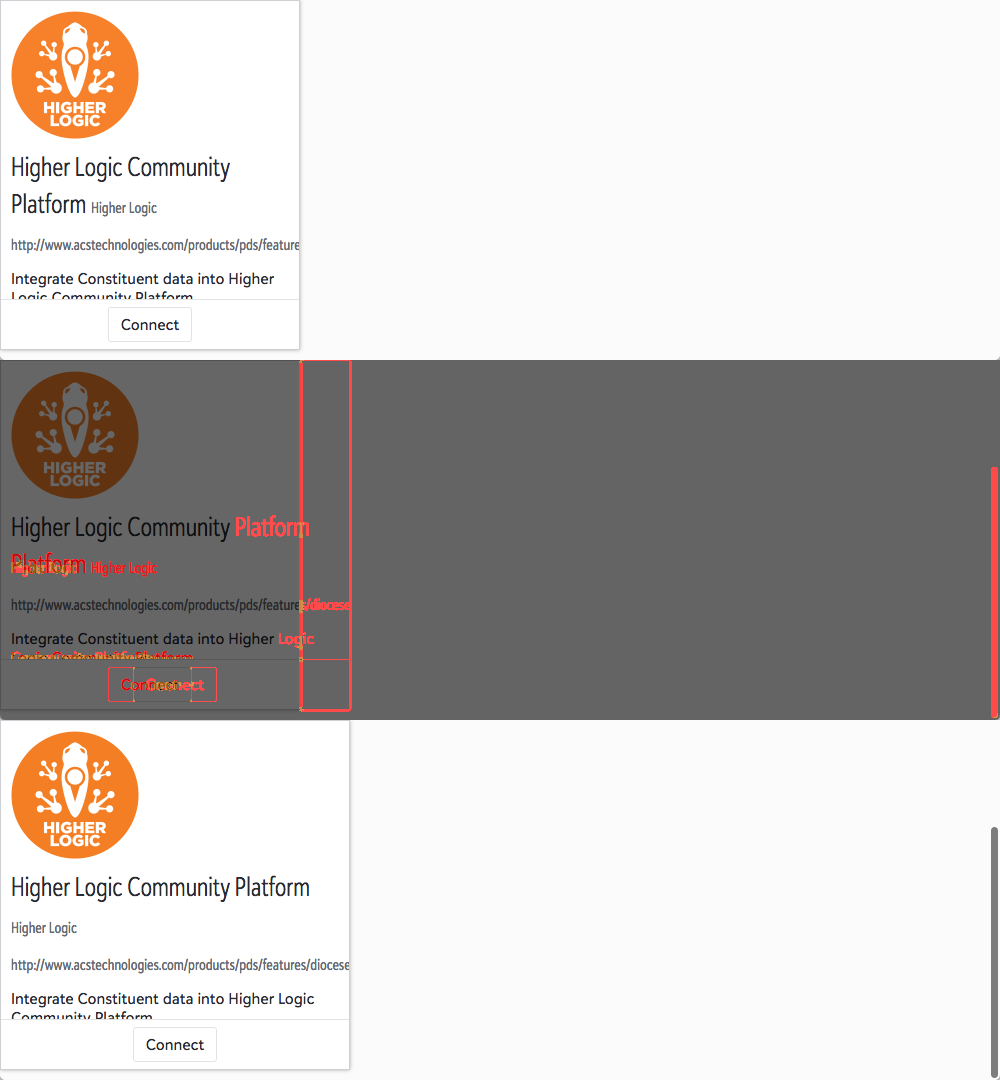 HIGHER
LOGIC
Higher Logic Community
Platform Higher Logic
http://www.acstechnologies.com/products/pds/feature
Integrate Constituent data into Higher
Logic Community Platform
Connect
HIGHER
LOGIC
Higher Logic Community Platform
Platform Higher Logic
http://www.acstechnologies.com/products/pds/features/diocese
Integrate Constituent data into Higher Logic
Connect
HIGHER
LOGIC
Higher Logic Community Platform
Higher Logic
http://www.acstechnologies.com/products/pds/features/diocese
Integrate Constituent data into Higher Logic
Community Platform
Connect